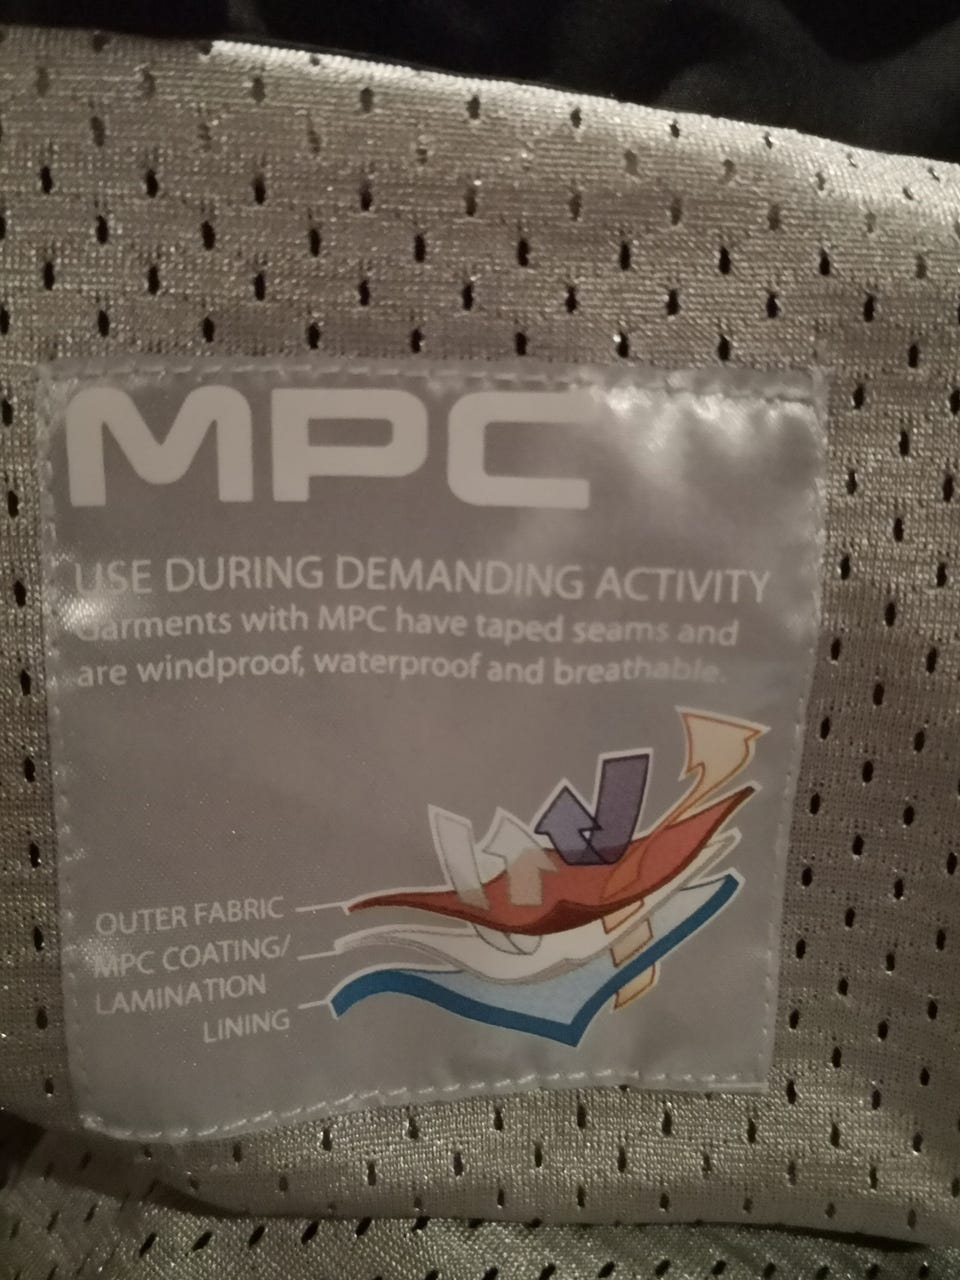 MPC
USE DURING DEMANDING ACTIVITY
Garments with MPC have taped seams and
are windproof, waterproof and breathable.
OUTER FABRIC
MPC COATING/
LAMINATION
LINING